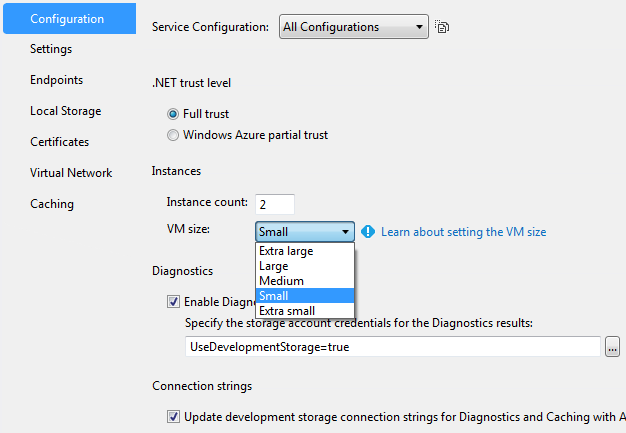 Configuration
Settings
Endpoints
Local Storage
Certificates
Virtual Network
Caching
Service Configuration: All Configurations
.NET trust level
Full trust
Windows Azure partial trust
Instances
Instance count: 2
VM size: Small Learn about setting the VM size
Extra large
Large
Medium
Small
Extra small
Diagnostics
Enable Diagn
Specify the storage account credentials for the Diagnostics results:
UseDevelopmentStorage=true ...
Connection strings
Update development storage connection strings for Diagnostics and Caching with A